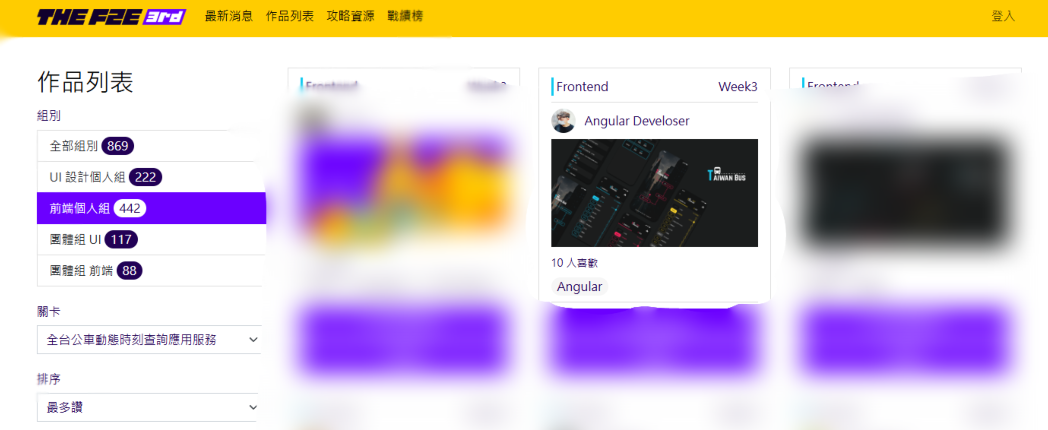 THE F2E 3rd
最新消息 作品列表 攻略資源 戰績榜
登入
作品列表
組別
全部組別 869
UI 設計個人組 222
前端個人組 442
團體組 UI 117
團體組 前端 88
關卡
全台公車動態時刻查詢應用服務
排序
最多讚
Frontend Week3
Frontend Week3
Angular Develoser
TAIWAN BUS
10 人喜歡
Angular
Frontend